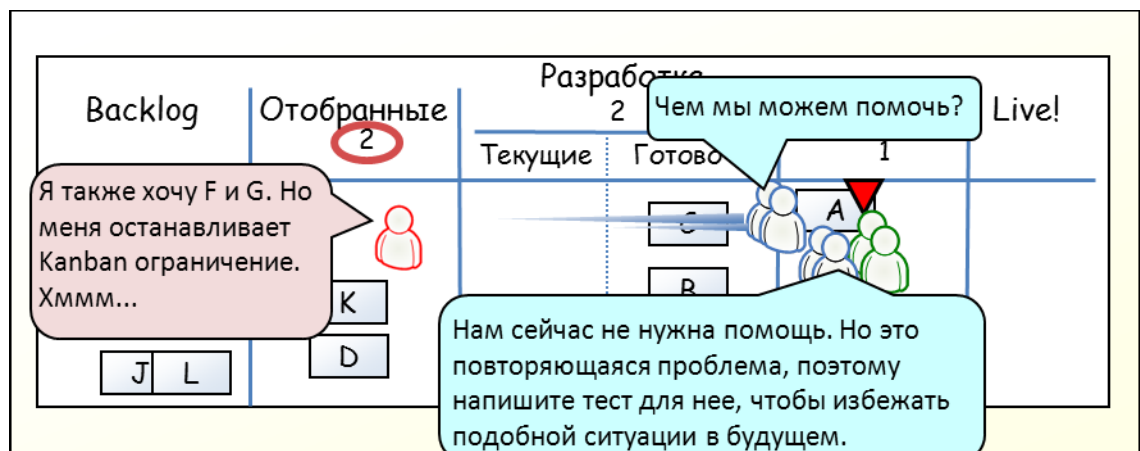 Backlog
Отобранные
2
Разработка
2
Текущие
Готово
1
Live!
Чем мы можем помочь?
Я также хочу F и G. Но
меня останавливает
Kanban ограничение.
Хммм...
A
K
D
J
L
Нам сейчас не нужна помощь. Но это
повторяющаяся проблема, поэтому
напишите тест для нее, чтобы избежать
подобной ситуации в будущем.